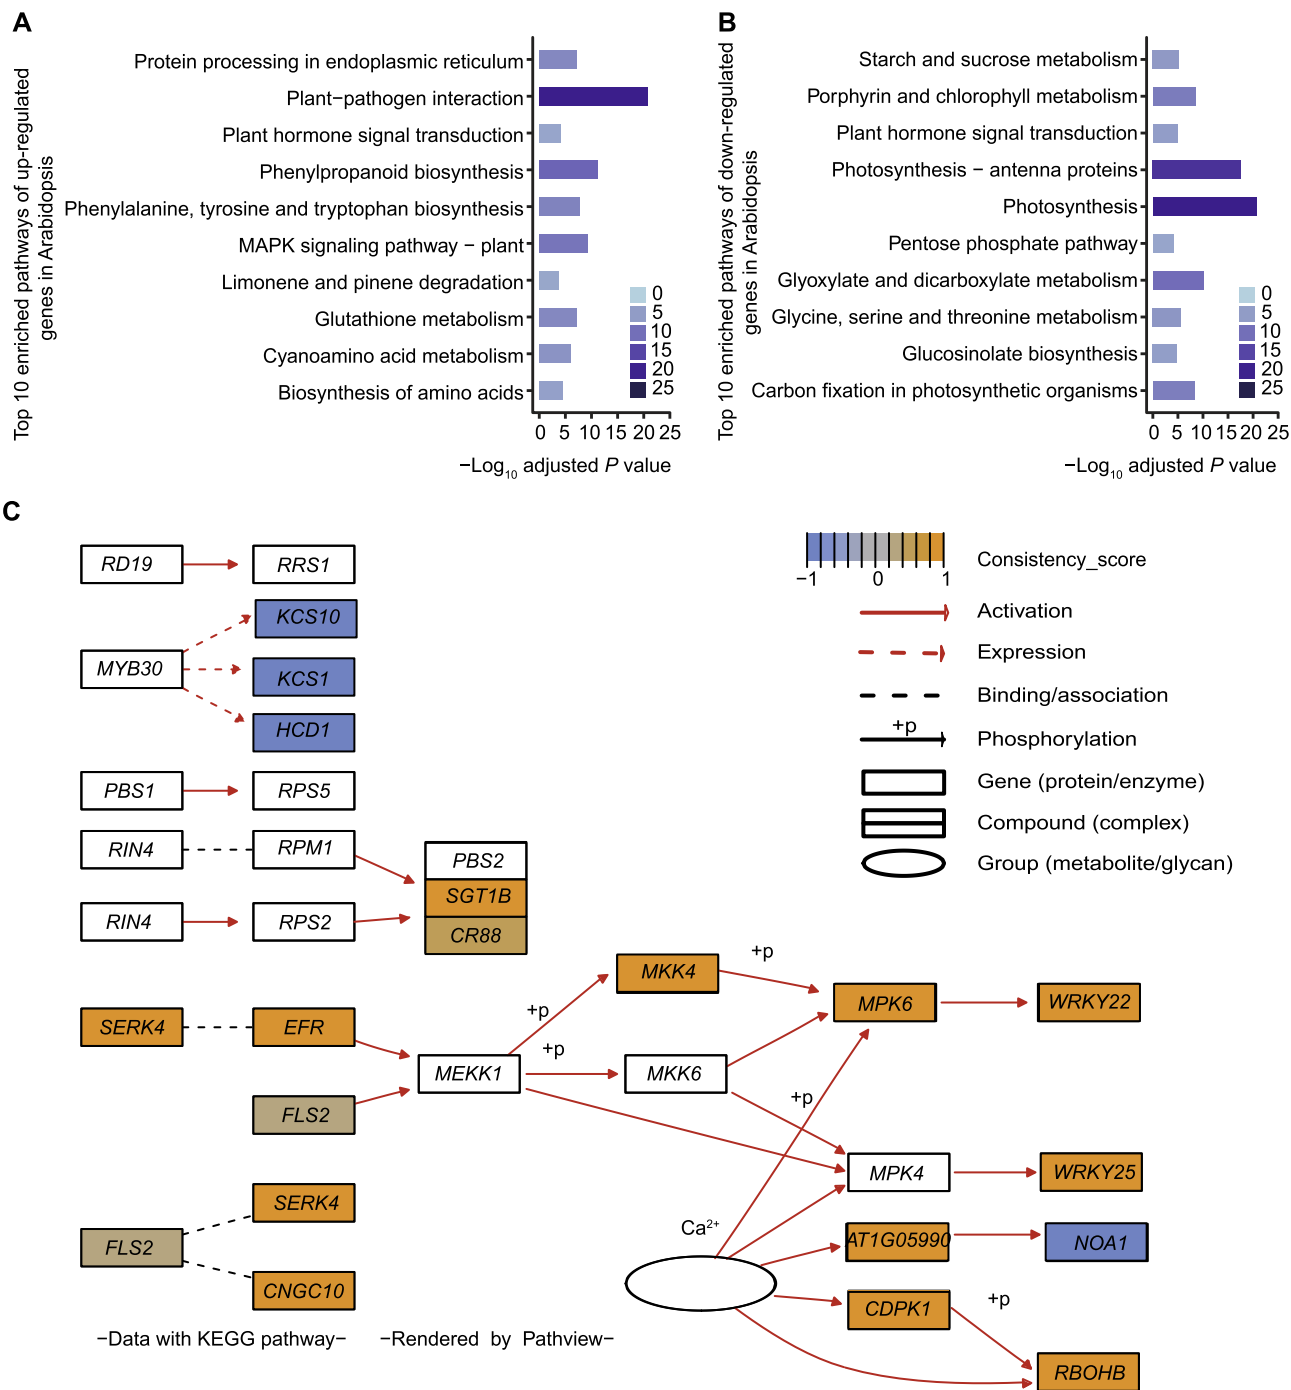 A
Top 10 enriched pathways of up-regulated
genes in Arabidopsis
Protein processing in endoplasmic reticulum
Plant−pathogen interaction
Plant hormone signal transduction
Phenylpropanoid biosynthesis
Phenylalanine, tyrosine and tryptophan biosynthesis
MAPK signaling pathway − plant
Limonene and pinene degradation
Glutathione metabolism
Cyanoamino acid metabolism
Biosynthesis of amino acids
0
5
10
15
20
25
0 5 10 15 20 25
−Log10 adjusted P value
B
Top 10 enriched pathways of down-regulated
genes in Arabidopsis
Starch and sucrose metabolism
Porphyrin and chlorophyll metabolism
Plant hormone signal transduction
Photosynthesis − antenna proteins
Photosynthesis
Pentose phosphate pathway
Glyoxylate and dicarboxylate metabolism
Glycine, serine and threonine metabolism
Glucosinolate biosynthesis
Carbon fixation in photosynthetic organisms
0
5
10
15
20
25
0 5 10 15 20 25
−Log10 adjusted P value
C
RD19
RRS1
KCS10
MYB30
KCS1
HCD1
PBS1
RPS5
RIN4
RPM1
PBS2
SGT1B
CR88
RIN4
RPS2
SERK4
EFR
FLS2
MEKK1
+p
+p
MKK4
+p
MKK6
MPK6
WRKY22
+p
MPK4
WRKY25
FLS2
SERK4
CNGC10
Ca2+
AT1G05990
NOA1
CDPK1
+p
RBOHB
−1 0 1
Consistency_score
Activation
Expression
Binding/association
+p
Phosphorylation
Gene (protein/enzyme)
Compound (complex)
Group (metabolite/glycan)
−Data with KEGG pathway−
−Rendered by Pathview−